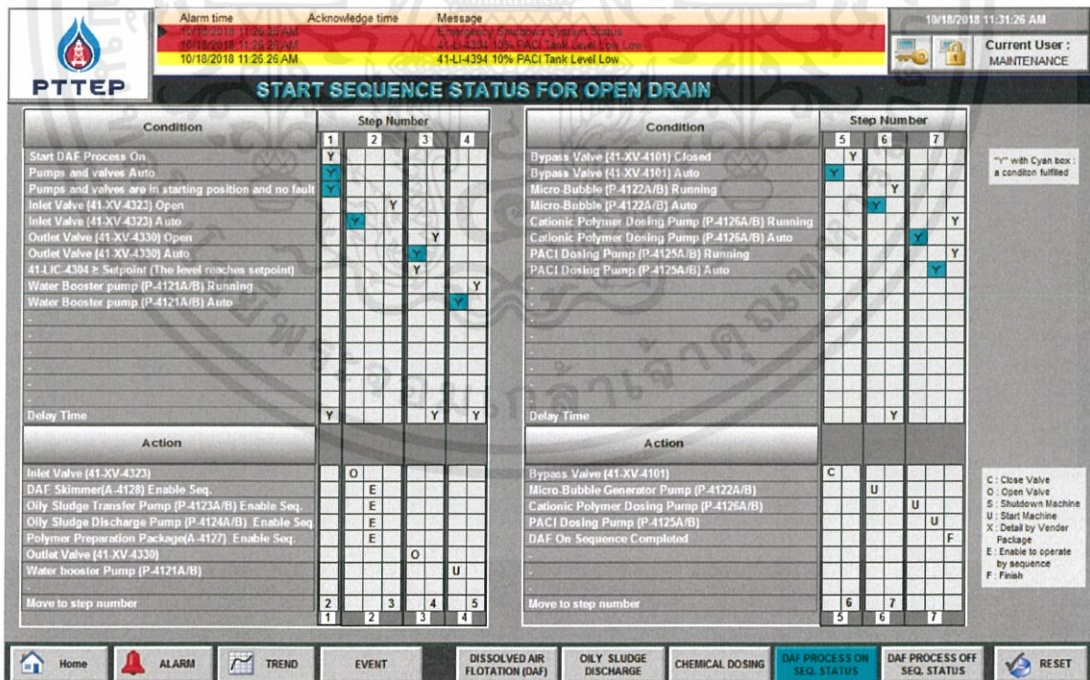 Alarm time Acknowledge time Message
10/18/2018 11:26:26 AM Emergency Shutdown System Status
10/18/2018 11:26:26 AM 41-LI-4394 10% PACl Tank Level Low Low
10/18/2018 11:26:26 AM 41-LI-4394 10% PACl Tank Level Low
10/18/2018 11:31:26 AM
Current User :
MAINTENANCE
PTTEP
START SEQUENCE STATUS FOR OPEN DRAIN
Condition Step Number
1 2 3 4
Start DAF Process On Y
Pumps and valves Auto Y
Pumps and valves are in starting position and no fault Y
Inlet Valve (41-XV-4323) Open Y
Inlet Valve (41-XV-4323) Auto Y
Outlet Valve (41-XV-4330) Open Y
Outlet Valve (41-XV-4330) Auto Y
41-LIC-4304 ≥ Setpoint (The level reaches setpoint) Y
Water Booster pump (P-4121A/B) Running Y
Water Booster pump (P-4121A/B) Auto Y
Delay Time Y Y Y
Action
Inlet Valve (41-XV-4323) O
DAF Skimmer(A-4128) Enable Seq. E
Oily Sludge Transfer Pump (P-4123A/B) Enable Seq. E
Oily Sludge Discharge Pump (P-4124A/B) Enable Seq. E
Polymer Preparation Package(A-4127) Enable Seq. E
Outlet Valve (41-XV-4330) O
Water booster Pump (P-4121A/B) U
Move to step number 2 3 4 5
1 2 3 4
Condition Step Number
5 6 7
Bypass Valve (41-XV-4101) Closed Y
Bypass Valve (41-XV-4101) Auto Y
Micro-Bubble (P-4122A/B) Running Y
Micro-Bubble (P-4122A/B) Auto Y
Cationic Polymer Dosing Pump (P-4126A/B) Running Y
Cationic Polymer Dosing Pump (P-4126A/B) Auto Y
PACl Dosing Pump (P-4125A/B) Running Y
PACl Dosing Pump (P-4125A/B) Auto Y
Delay Time Y
Action
Bypass Valve (41-XV-4101) C
Micro-Bubble Generator Pump (P-4122A/B) U
Cationic Polymer Dosing Pump (P-4126A/B) U
PACl Dosing Pump (P-4125A/B) U
DAF On Sequence Completed F
Move to step number 6 7
5 6 7
"Y" with Cyan box :
a conditon fulfilled
C : Close Valve
O : Open Valve
S : Shutdown Machine
U : Start Machine
X : Detail by Vender
Package
E : Enable to operate
by sequence
F : Finish
Home ALARM TREND EVENT DISSOLVED AIR FLOTATION (DAF) OILY SLUDGE DISCHARGE CHEMICAL DOSING DAF PROCESS ON SEQ. STATUS DAF PROCESS OFF SEQ. STATUS RESET